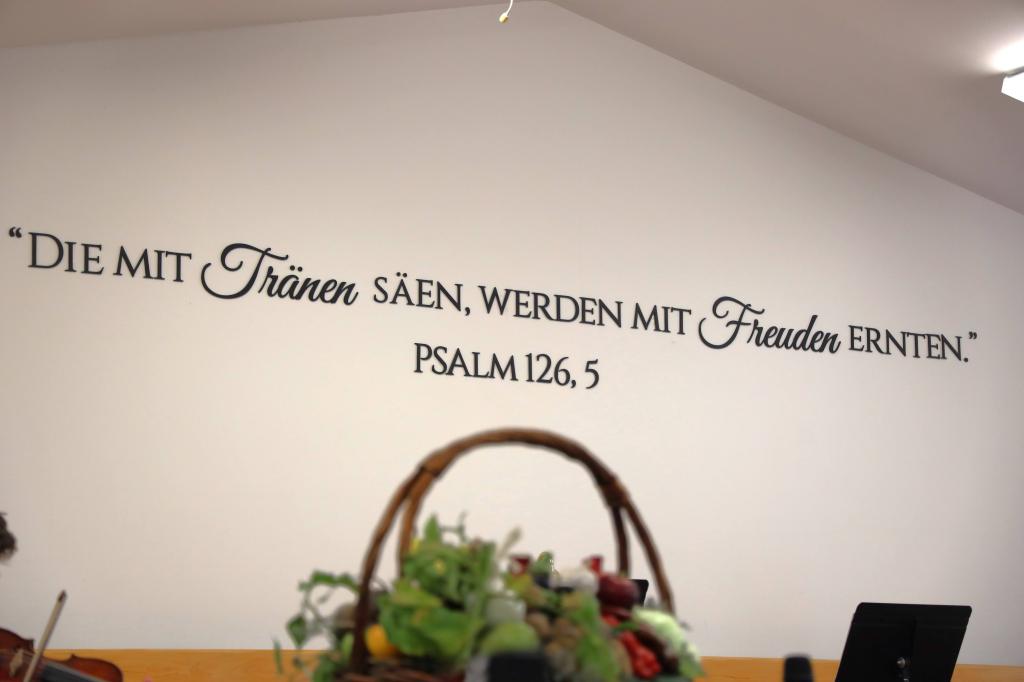 “DIE MIT Tränen SÄEN, WERDEN MIT Freuden ERNTEN.”
PSALM 126, 5